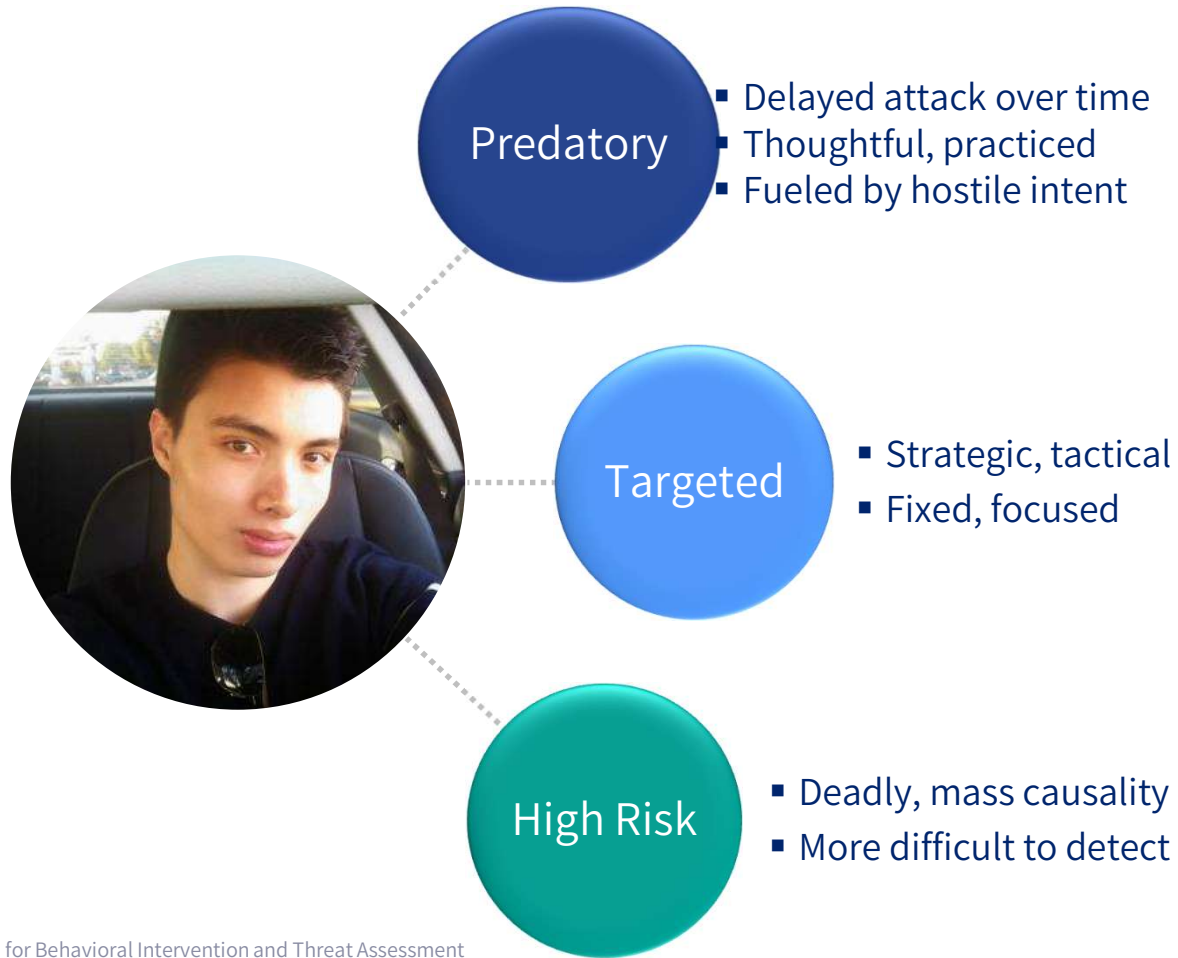 Predatory
▪ Delayed attack over time
▪ Thoughtful, practiced
▪ Fueled by hostile intent
Targeted
▪ Strategic, tactical
▪ Fixed, focused
High Risk
▪ Deadly, mass causality
▪ More difficult to detect
for Behavioral Intervention and Threat Assessment